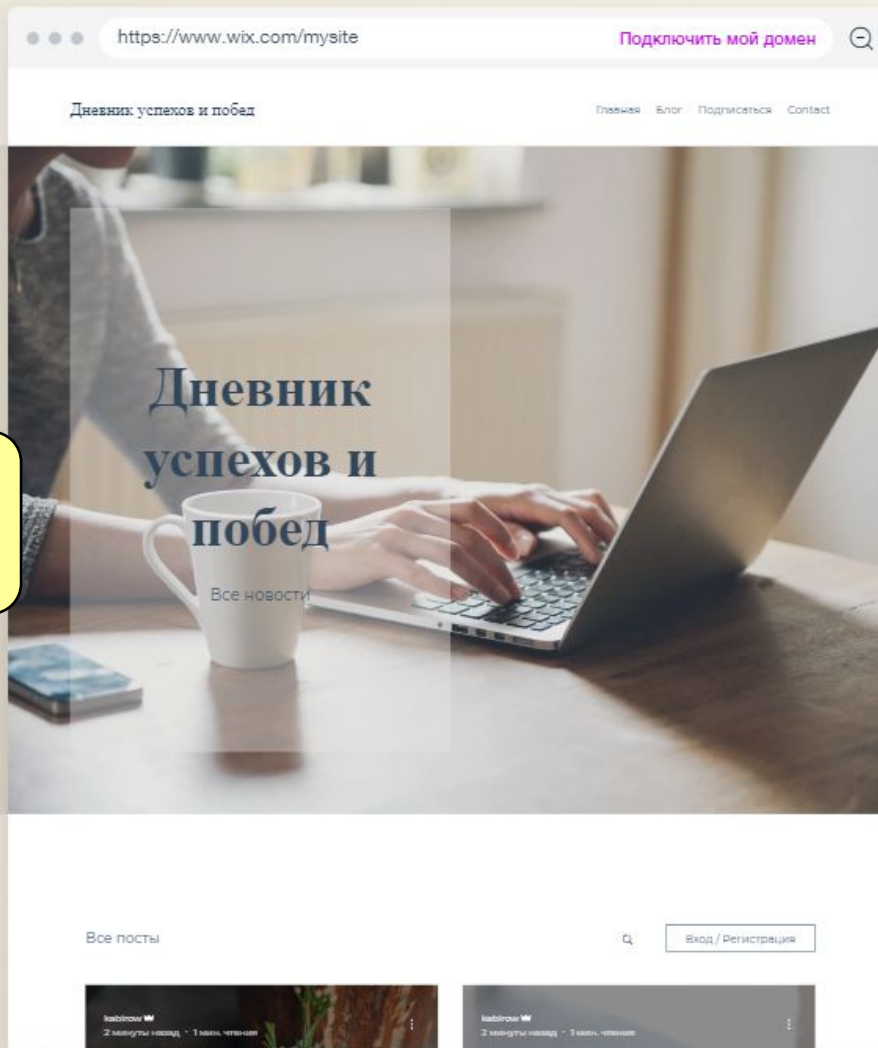 https://www.wix.com/mysite Подключить мой домен
Дневник успехов и побед Главная Блог Подписаться Contact
Дневник
успехов и
побед
Все новости
Все посты Вход / Регистрация
kabirow kabirow
2 минуты назад · 1 мин. чтения 2 минуты назад · 1 мин. чтения